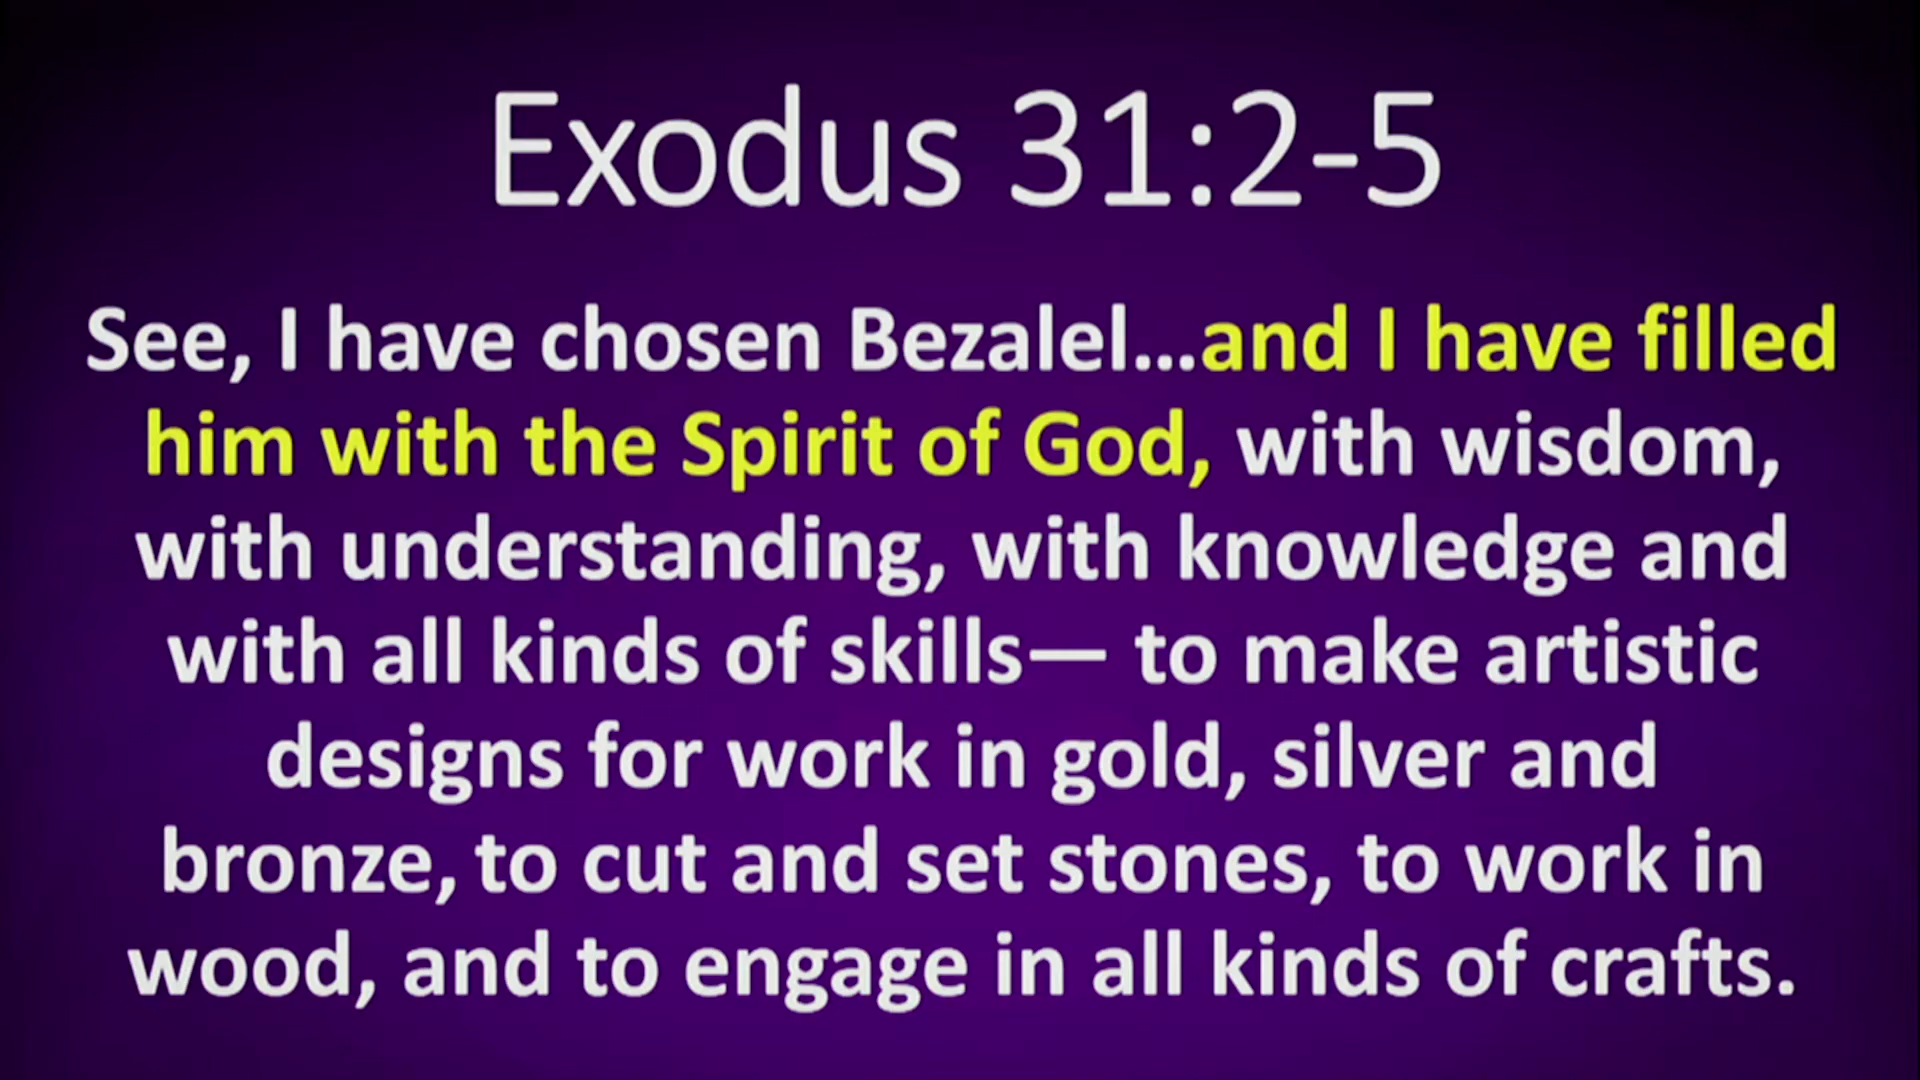 Exodus 31:2-5
See, I have chosen Bezalel...and I have filled
him with the Spirit of God, with wisdom,
with understanding, with knowledge and
with all kinds of skills— to make artistic
designs for work in gold, silver and
bronze, to cut and set stones, to work in
wood, and to engage in all kinds of crafts.